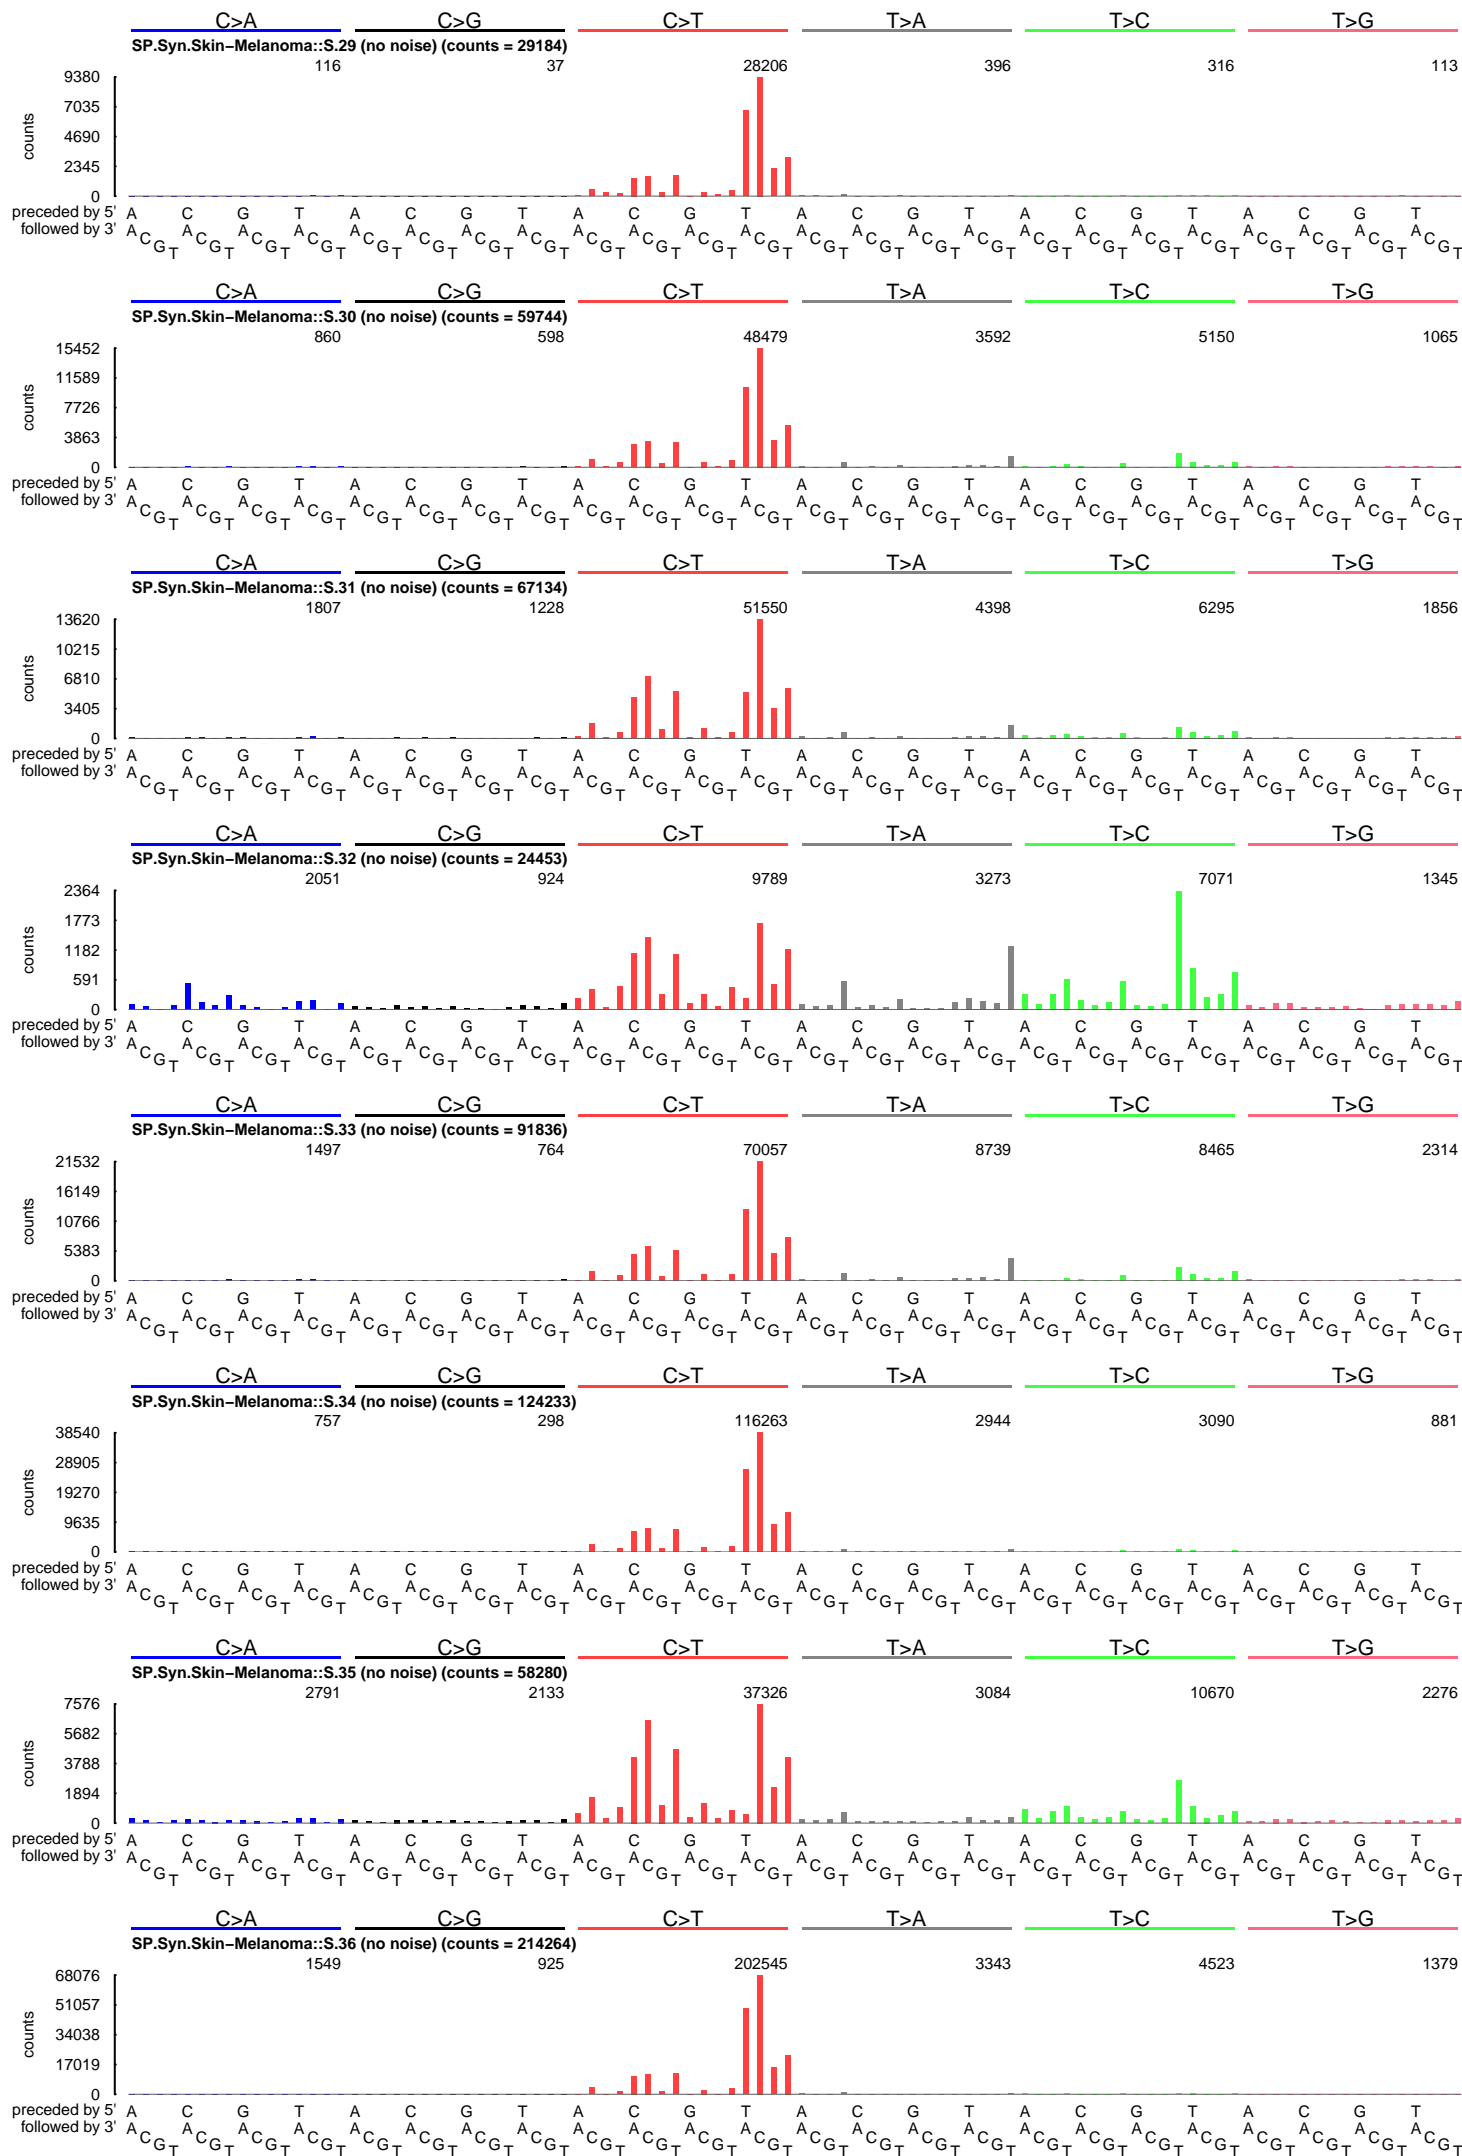 C>A C>G C>T T>A T>C T>G
SP.Syn.Skin−Melanoma::S.29 (no noise) (counts = 29184)
116 37 28206 396 316 113
9380
7035
4690
2345
0
counts
preceded by 5' A C G T A C G T A C G T A C G T A C G T A C G T
followed by 3' A C G T A C G T A C G T A C G T A C G T A C G T A C G T A C G T A C G T A C G T A C G T A C G T A C G T A C G T A C G T A C G T A C G T A C G T A C G T A C G T A C G T A C G T A C G T A C G T
C>A C>G C>T T>A T>C T>G
SP.Syn.Skin−Melanoma::S.30 (no noise) (counts = 59744)
860 598 48479 3592 5150 1065
15452
11589
7726
3863
0
counts
preceded by 5' A C G T A C G T A C G T A C G T A C G T A C G T
followed by 3' A C G T A C G T A C G T A C G T A C G T A C G T A C G T A C G T A C G T A C G T A C G T A C G T A C G T A C G T A C G T A C G T A C G T A C G T A C G T A C G T A C G T A C G T A C G T A C G T
C>A C>G C>T T>A T>C T>G
SP.Syn.Skin−Melanoma::S.31 (no noise) (counts = 67134)
1807 1228 51550 4398 6295 1856
13620
10215
6810
3405
0
counts
preceded by 5' A C G T A C G T A C G T A C G T A C G T A C G T
followed by 3' A C G T A C G T A C G T A C G T A C G T A C G T A C G T A C G T A C G T A C G T A C G T A C G T A C G T A C G T A C G T A C G T A C G T A C G T A C G T A C G T A C G T A C G T A C G T A C G T
C>A C>G C>T T>A T>C T>G
SP.Syn.Skin−Melanoma::S.32 (no noise) (counts = 24453)
2051 924 9789 3273 7071 1345
2364
1773
1182
591
0
counts
preceded by 5' A C G T A C G T A C G T A C G T A C G T A C G T
followed by 3' A C G T A C G T A C G T A C G T A C G T A C G T A C G T A C G T A C G T A C G T A C G T A C G T A C G T A C G T A C G T A C G T A C G T A C G T A C G T A C G T A C G T A C G T A C G T A C G T
C>A C>G C>T T>A T>C T>G
SP.Syn.Skin−Melanoma::S.33 (no noise) (counts = 91836)
1497 764 70057 8739 8465 2314
21532
16149
10766
5383
0
counts
preceded by 5' A C G T A C G T A C G T A C G T A C G T A C G T
followed by 3' A C G T A C G T A C G T A C G T A C G T A C G T A C G T A C G T A C G T A C G T A C G T A C G T A C G T A C G T A C G T A C G T A C G T A C G T A C G T A C G T A C G T A C G T A C G T A C G T
C>A C>G C>T T>A T>C T>G
SP.Syn.Skin−Melanoma::S.34 (no noise) (counts = 124233)
757 298 116263 2944 3090 881
38540
28905
19270
9635
0
counts
preceded by 5' A C G T A C G T A C G T A C G T A C G T A C G T
followed by 3' A C G T A C G T A C G T A C G T A C G T A C G T A C G T A C G T A C G T A C G T A C G T A C G T A C G T A C G T A C G T A C G T A C G T A C G T A C G T A C G T A C G T A C G T A C G T A C G T
C>A C>G C>T T>A T>C T>G
SP.Syn.Skin−Melanoma::S.35 (no noise) (counts = 58280)
2791 2133 37326 3084 10670 2276
7576
5682
3788
1894
0
counts
preceded by 5' A C G T A C G T A C G T A C G T A C G T A C G T
followed by 3' A C G T A C G T A C G T A C G T A C G T A C G T A C G T A C G T A C G T A C G T A C G T A C G T A C G T A C G T A C G T A C G T A C G T A C G T A C G T A C G T A C G T A C G T A C G T A C G T
C>A C>G C>T T>A T>C T>G
SP.Syn.Skin−Melanoma::S.36 (no noise) (counts = 214264)
1549 925 202545 3343 4523 1379
68076
51057
34038
17019
0
counts
preceded by 5' A C G T A C G T A C G T A C G T A C G T A C G T
followed by 3' A C G T A C G T A C G T A C G T A C G T A C G T A C G T A C G T A C G T A C G T A C G T A C G T A C G T A C G T A C G T A C G T A C G T A C G T A C G T A C G T A C G T A C G T A C G T A C G T